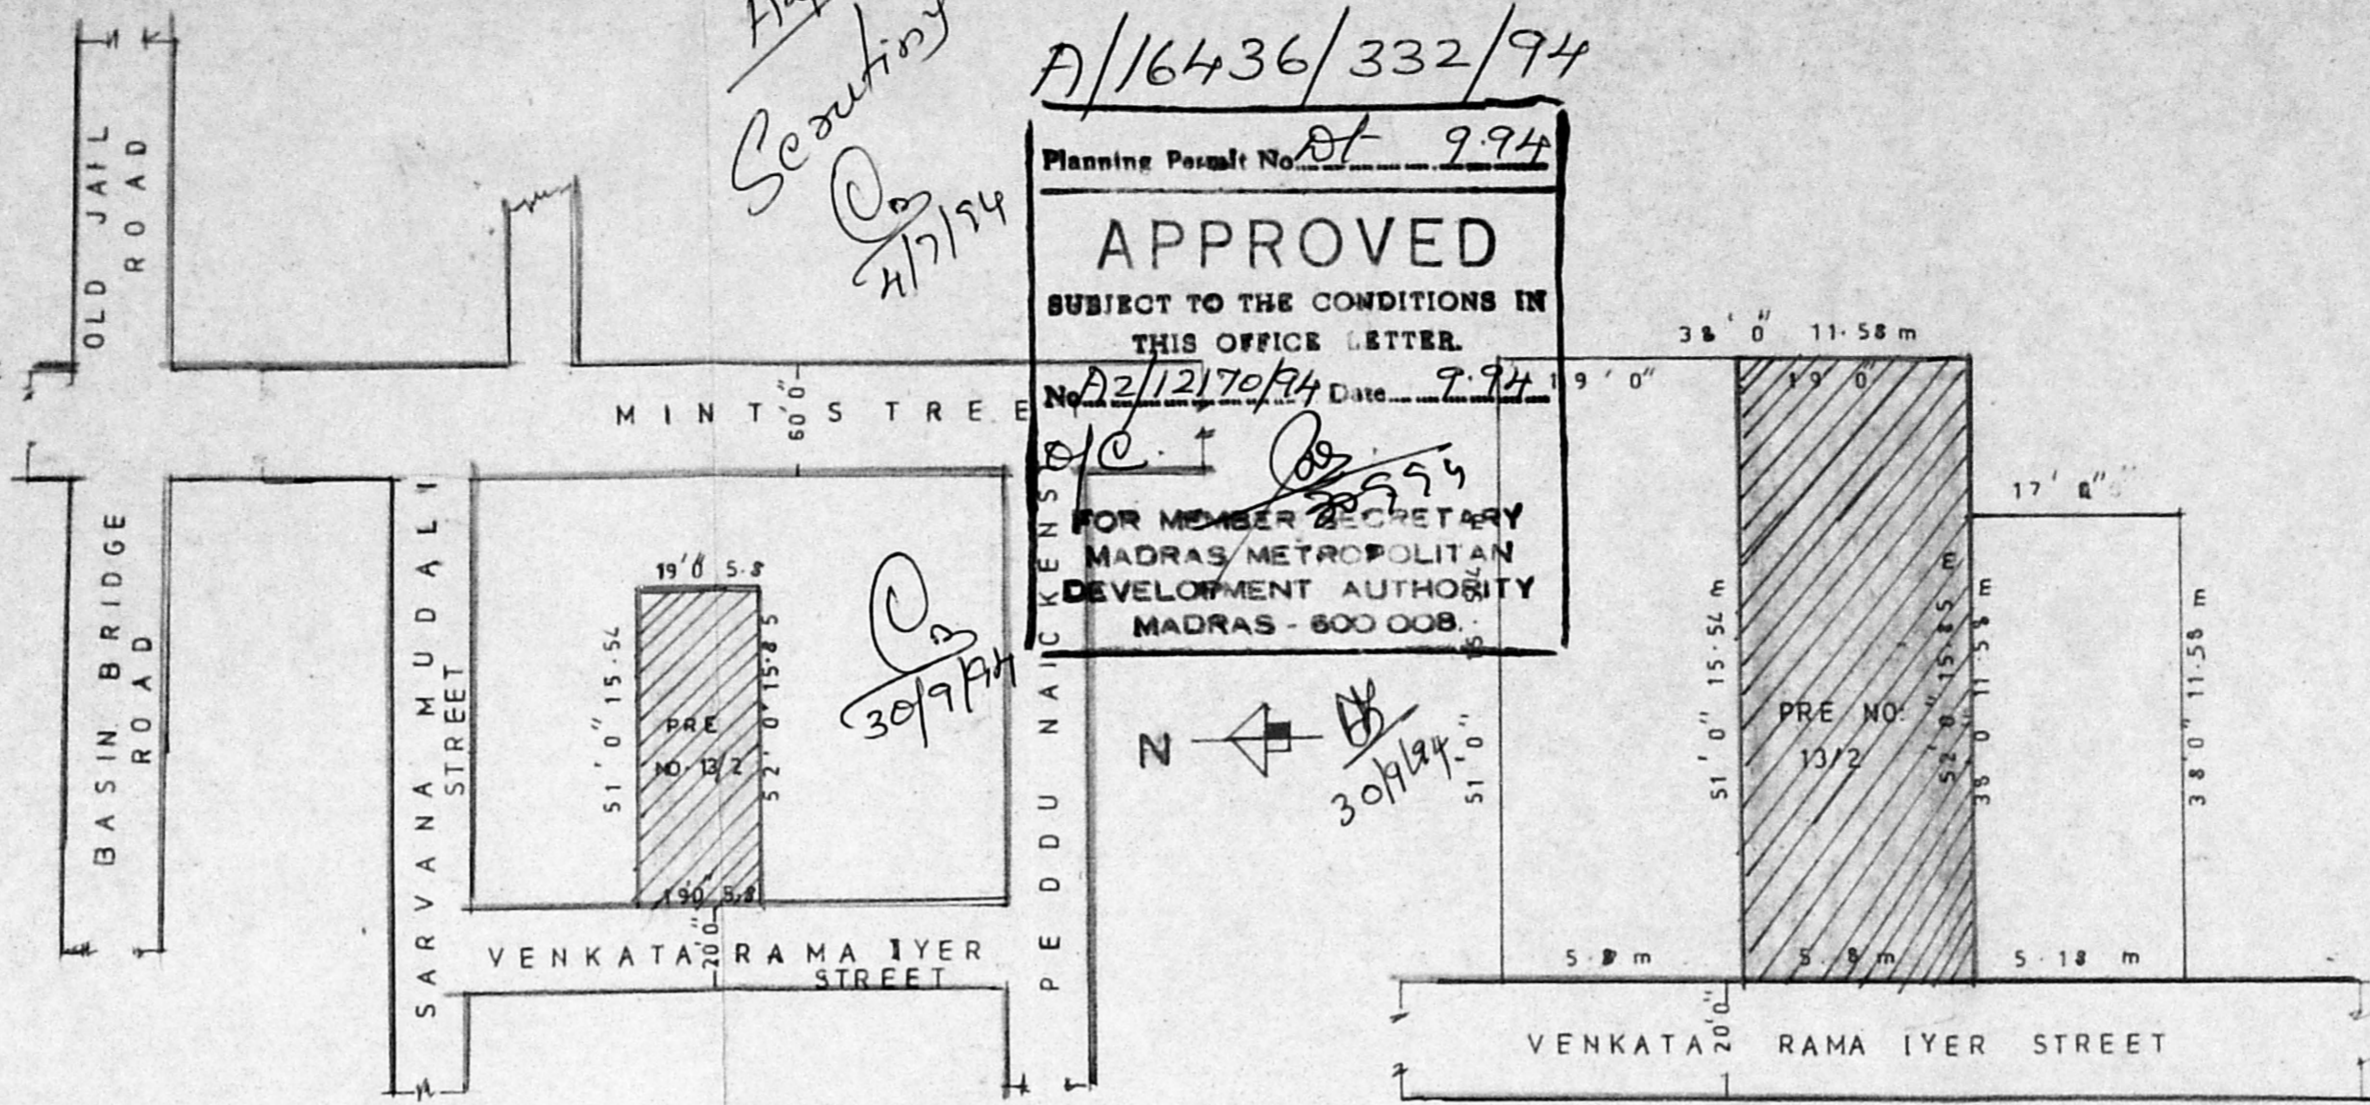 Scrutiny
4/7/94
A/16436/332/94
Planning Permit No. Dt 9.94
APPROVED
SUBJECT TO THE CONDITIONS IN
THIS OFFICE LETTER.
No A2/12170/94 Date 9.94
O/C.
30 9 94
FOR MEMBER SECRETARY
MADRAS METROPOLITAN
DEVELOPMENT AUTHORITY
MADRAS - 600 008.
OLD JAIL
ROAD
MINT STREE
60'0"
BASIN BRIDGE
ROAD
SARVANA MUDALI
STREET
19'0 5.8
51'0" 15.54
PRE
NO. 13/2
52'0" 15.85
19'0" 5.8
30/9/94
PEDDU NAICKENS
VENKATA RAMA IYER
STREET
20'0"
N
30/9/94
38'0" 11.58 m
19'0"
19'0"
17'
51'0"
51'0" 15.54 m
PRE NO:
13/2
52'0" 15.85 m
38'0" 11.58 m
38'0" 11.58 m
5.8 m
5.8 m
5.18 m
20'0"
VENKATA RAMA IYER STREET